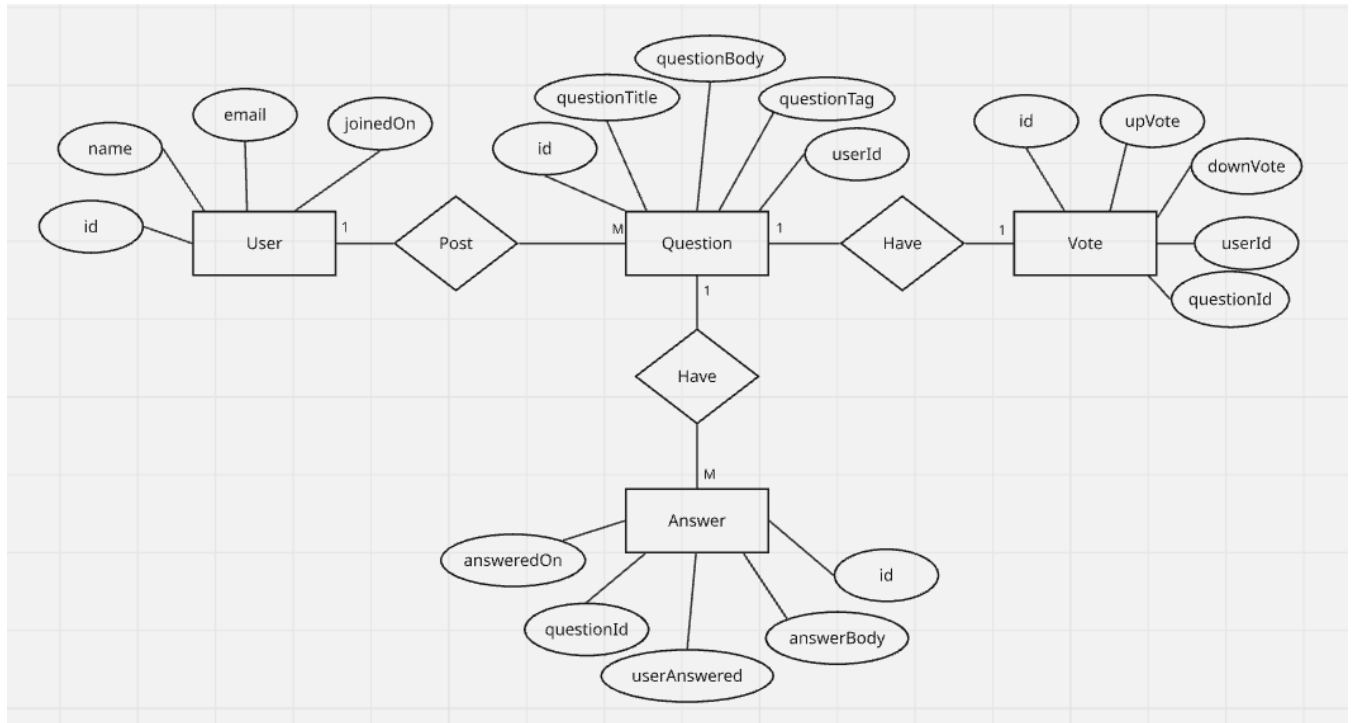 questionBody
questionTitle
questionTag
email
id
upVote
joinedOn
name
id
userId
downVote
id
User
1
Post
M
Question
1
Have
1
Vote
userId
questionId
1
Have
M
Answer
answeredOn
id
questionId
answerBody
userAnswered